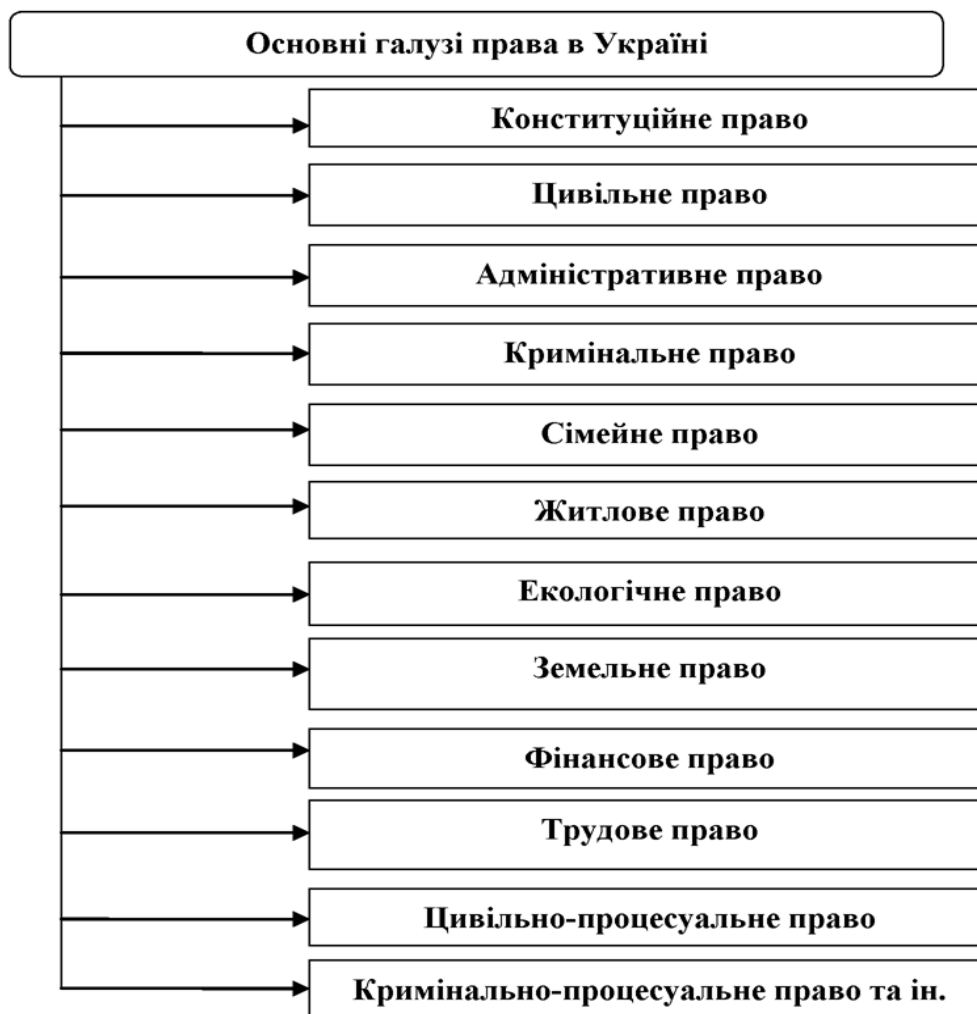 Основні галузі права в Україні
Конституційне право
Цивільне право
Адміністративне право
Кримінальне право
Сімейне право
Житлове право
Екологічне право
Земельне право
Фінансове право
Трудове право
Цивільно-процесуальне право
Кримінально-процесуальне право та ін.